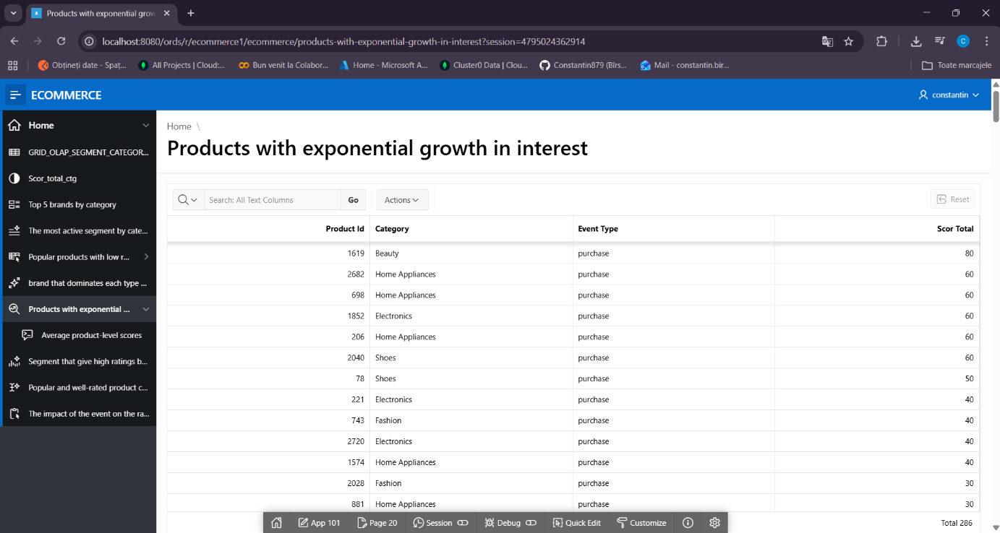 Products with exponential grow
localhost:8080/ords/r/ecommerce1/ecommerce/products-with-exponential-growth-in-interest?session=4795024362914
C
Obțineți date - Spaț...
All Projects | Cloud:...
Bun venit la Colabor...
Home - Microsoft A...
Cluster0 Data | Clou...
Constantin879 (Bîrs...
Mail - constantin.bir...
Toate marcajele
ECOMMERCE
constantin
Home
GRID_OLAP_SEGMENT_CATEGOR...
Scor_total_ctg
Top 5 brands by category
The most active segment by cate...
Popular products with low r...
brand that dominates each type ...
Products with exponential ...
Average product-level scores
Segment that give high ratings b...
Popular and well-rated product c...
The impact of the event on the ra...
Home \
Products with exponential growth in interest
Search: All Text Columns
Go
Actions
Reset
Product Id Category Event Type Scor Total
1619 Beauty purchase 80
2682 Home Appliances purchase 60
698 Home Appliances purchase 60
1852 Electronics purchase 60
206 Home Appliances purchase 60
2040 Shoes purchase 60
78 Shoes purchase 50
221 Electronics purchase 40
743 Fashion purchase 40
2720 Electronics purchase 40
1574 Home Appliances purchase 40
2028 Fashion purchase 30
881 Home Appliances purchase 30
App 101 Page 20 Session Debug Quick Edit Customize
Total 286